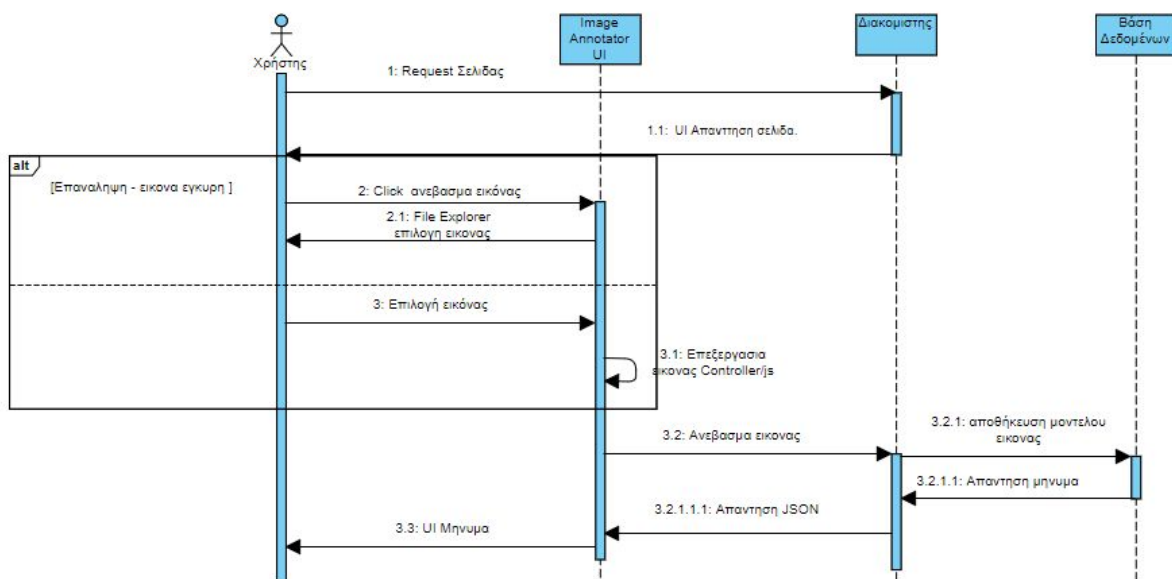 Χρήστης
Image
Annotator
UI
Διακομιστης
Βάση
Δεδομένων
1: Request Σελιδας
1.1: UI Απανττηση σελιδα.
alt
[Επαναληψη - εικονα εγκυρη ]
2: Click ανεβασμα εικόνας
2.1: File Explorer
επιλογη εικονας
3: Επιλογή εικόνας
3.1: Επεξεργασια
εικονας Controller/js
3.2: Ανεβασμα εικονας
3.2.1: αποθήκευση μοντελου
εικονας
3.2.1.1: Απαντηση μηνυμα
3.2.1.1.1: Απαντηση JSON
3.3: UI Μηνυμα